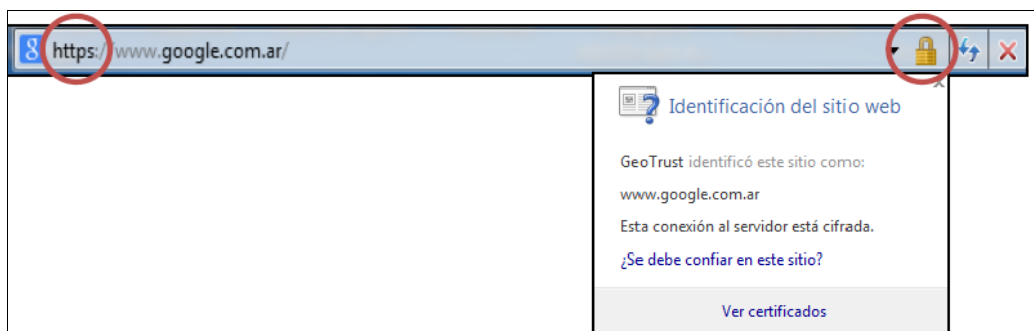 https://www.google.com.ar/
Identificación del sitio web
GeoTrust identificó este sitio como:
www.google.com.ar
Esta conexión al servidor está cifrada.
¿Se debe confiar en este sitio?
Ver certificados